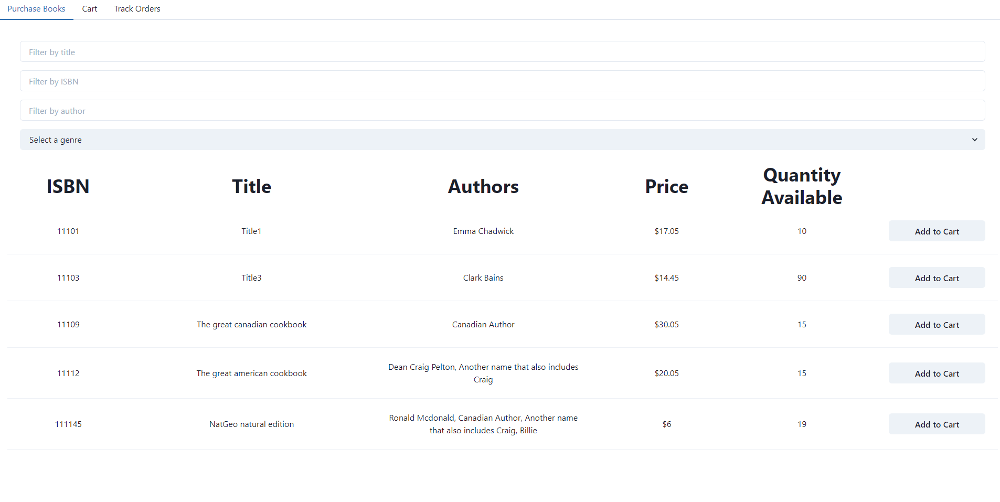 Purchase Books Cart Track Orders
Filter by title
Filter by ISBN
Filter by author
Select a genre
ISBN Title Authors Price Quantity Available
11101 Title1 Emma Chadwick $17.05 10 Add to Cart
11103 Title3 Clark Bains $14.45 90 Add to Cart
11109 The great canadian cookbook Canadian Author $30.05 15 Add to Cart
11112 The great american cookbook Dean Craig Pelton, Another name that also includes Craig $20.05 15 Add to Cart
111145 NatGeo natural edition Ronald Mcdonald, Canadian Author, Another name that also includes Craig, Billie $6 19 Add to Cart